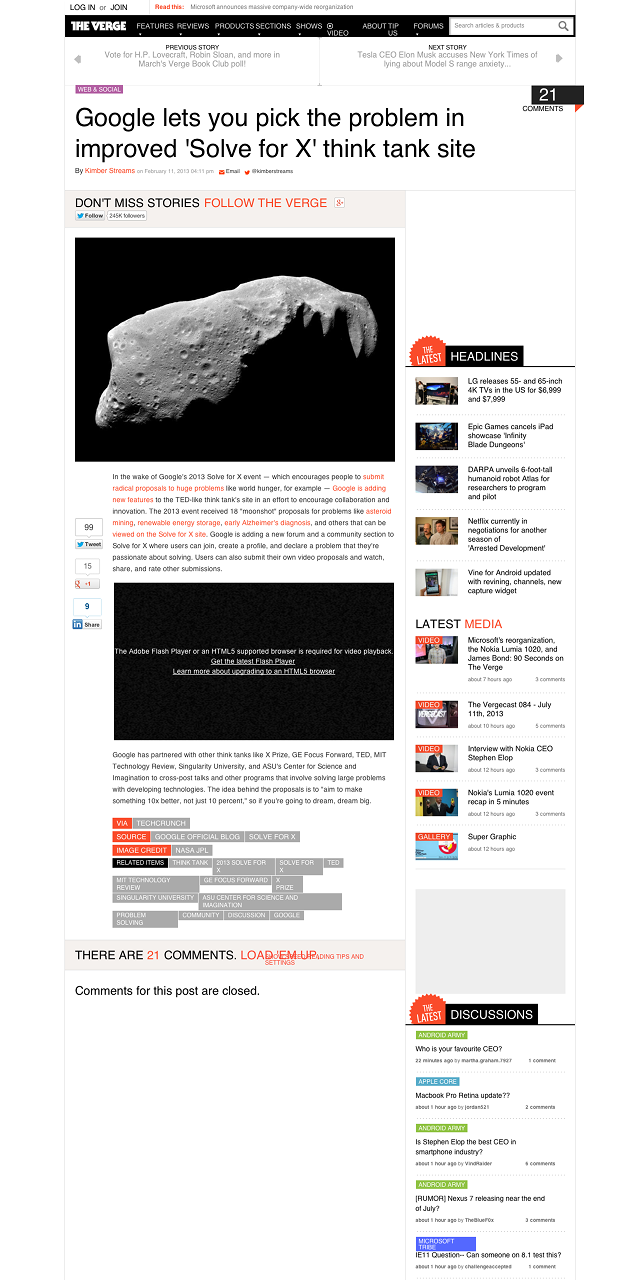 LOG IN or JOIN
Read this: Microsoft announces massive company-wide reorganization
THE VERGE FEATURES REVIEWS PRODUCTS SECTIONS SHOWS VIDEO ABOUT TIP US FORUMS Search articles & products
PREVIOUS STORY
Vote for H.P. Lovecraft, Robin Sloan, and more in
March's Verge Book Club poll!
NEXT STORY
Tesla CEO Elon Musk accuses New York Times of
lying about Model S range anxiety...
WEB & SOCIAL
21
COMMENTS
Google lets you pick the problem in
improved 'Solve for X' think tank site
By Kimber Streams on February 11, 2013 04:11 pm Email @kimberstreams
DON'T MISS STORIES FOLLOW THE VERGE
Follow 245K followers
In the wake of Google's 2013 Solve for X event — which encourages people to submit
radical proposals to huge problems like world hunger, for example — Google is adding
new features to the TED-like think tank's site in an effort to encourage collaboration and
innovation. The 2013 event received 18 "moonshot" proposals for problems like asteroid
mining, renewable energy storage, early Alzheimer's diagnosis, and others that can be
viewed on the Solve for X site. Google is adding a new forum and a community section to
Solve for X where users can join, create a profile, and declare a problem that they're
passionate about solving. Users can also submit their own video proposals and watch,
share, and rate other submissions.
99
Tweet
15
+1
9
Share
The Adobe Flash Player or an HTML5 supported browser is required for video playback.
Get the latest Flash Player
Learn more about upgrading to an HTML5 browser
Google has partnered with other think tanks like X Prize, GE Focus Forward, TED, MIT
Technology Review, Singularity University, and ASU's Center for Science and
Imagination to cross-post talks and other programs that involve solving large problems
with developing technologies. The idea behind the proposals is to "aim to make
something 10x better, not just 10 percent," so if you're going to dream, dream big.
VIA TECHCRUNCH
SOURCE GOOGLE OFFICIAL BLOG SOLVE FOR X
IMAGE CREDIT NASA JPL
RELATED ITEMS THINK TANK 2013 SOLVE FOR X SOLVE FOR X TED
MIT TECHNOLOGY REVIEW GE FOCUS FORWARD X PRIZE
SINGULARITY UNIVERSITY ASU CENTER FOR SCIENCE AND IMAGINATION
PROBLEM SOLVING COMMUNITY DISCUSSION GOOGLE
THERE ARE 21 COMMENTS. LOAD 'EM UP.
SHOW SPEED READING TIPS AND
SETTINGS
Comments for this post are closed.
THE LATEST HEADLINES
LG releases 55- and 65-inch
4K TVs in the US for $6,999
and $7,999
Epic Games cancels iPad
showcase 'Infinity
Blade Dungeons'
DARPA unveils 6-foot-tall
humanoid robot Atlas for
researchers to program
and pilot
Netflix currently in
negotiations for another
season of
'Arrested Development'
Vine for Android updated
with revining, channels, new
capture widget
LATEST MEDIA
VIDEO
Microsoft's reorganization,
the Nokia Lumia 1020, and
James Bond: 90 Seconds on
The Verge
about 7 hours ago 3 comments
VIDEO
The Vergecast 084 - July
11th, 2013
about 10 hours ago 5 comments
VIDEO
Interview with Nokia CEO
Stephen Elop
about 12 hours ago 3 comments
VIDEO
Nokia's Lumia 1020 event
recap in 5 minutes
about 12 hours ago 3 comments
GALLERY
Super Graphic
about 12 hours ago
THE LATEST DISCUSSIONS
ANDROID ARMY
Who is your favourite CEO?
22 minutes ago by martha.graham.7937 1 comment
APPLE CORE
Macbook Pro Retina update??
about 1 hour ago by jordan521 2 comments
ANDROID ARMY
Is Stephen Elop the best CEO in
smartphone industry?
about 1 hour ago by VindRaider 6 comments
ANDROID ARMY
[RUMOR] Nexus 7 releasing near the end
of July?
about 1 hour ago by TheBlueFox 3 comments
MICROSOFT TRIBE
IE11 Question-- Can someone on 8.1 test this?
about 1 hour ago by challengeaccepted 1 comment